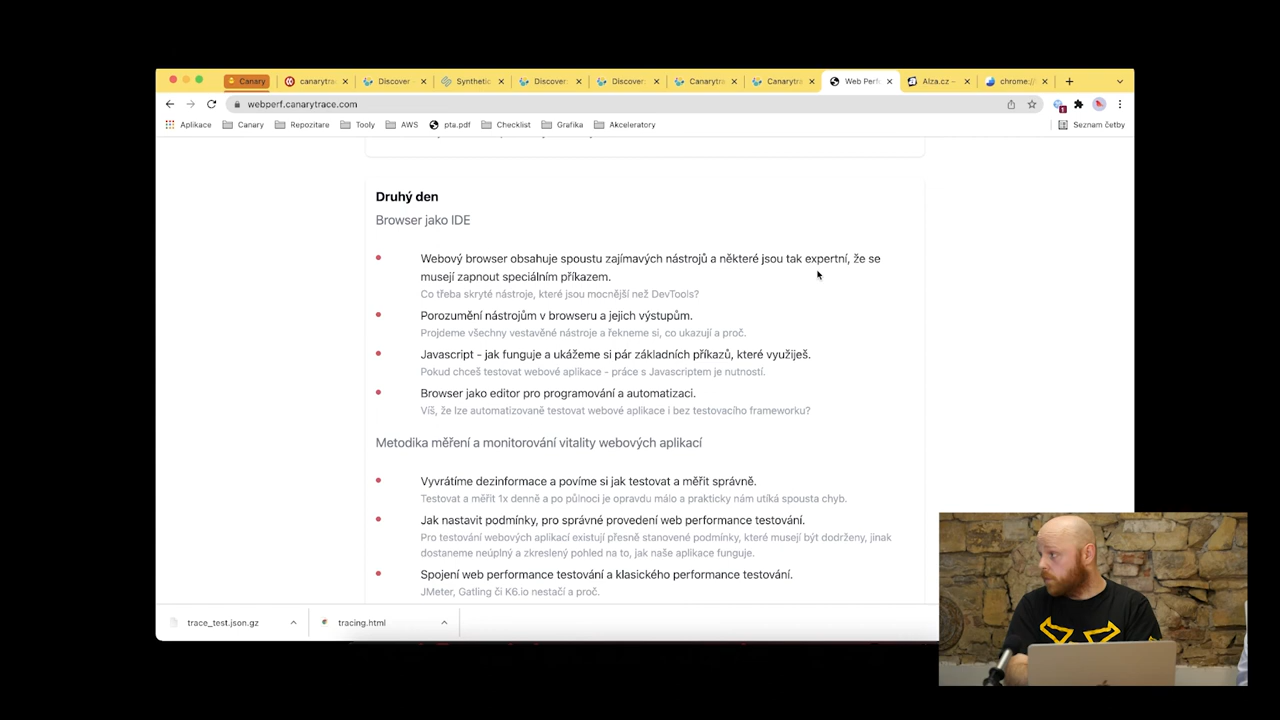 Canary
canarytra
Discover -
Synthetic
Discover:
Discover:
Canarytra
Canarytra
Web Perf
Alza.cz –
chrome://
webperf.canarytrace.com
Aplikace
Canary
Repozitare
Tooly
AWS
pta.pdf
Checklist
Grafika
Akceleratory
Seznam četby
Druhý den
Browser jako IDE
Webový browser obsahuje spoustu zajímavých nástrojů a některé jsou tak expertní, že se
musejí zapnout speciálním příkazem.
Co třeba skryté nástroje, které jsou mocnější než DevTools?
Porozumění nástrojům v browseru a jejich výstupům.
Projdeme všechny vestavěné nástroje a řekneme si, co ukazují a proč.
Javascript - jak funguje a ukážeme si pár základních příkazů, které využiješ.
Pokud chceš testovat webové aplikace - práce s Javascriptem je nutností.
Browser jako editor pro programování a automatizaci.
Víš, že lze automatizovaně testovat webové aplikace i bez testovacího frameworku?
Metodika měření a monitorování vitality webových aplikací
Vyvrátíme dezinformace a povíme si jak testovat a měřit správně.
Testovat a měřit 1x denně a po půlnoci je opravdu málo a prakticky nám utíká spousta chyb.
Jak nastavit podmínky, pro správné provedení web performance testování.
Pro testování webových aplikací existují přesně stanovené podmínky, které musejí být dodrženy, jinak
dostaneme neúplný a zkreslený pohled na to, jak naše aplikace funguje.
Spojení web performance testování a klasického performance testování.
JMeter, Gatling či K6.io nestačí a proč.
trace_test.json.gz
tracing.html